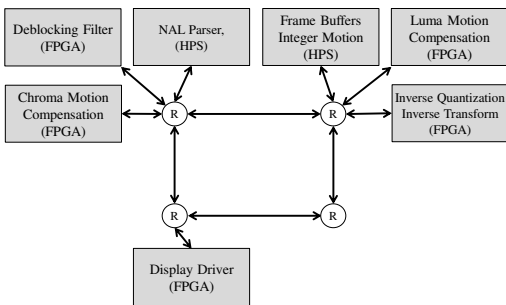 Deblocking Filter
(FPGA)
NAL Parser,
(HPS)
Frame Buffers
Integer Motion
(HPS)
Luma Motion
Compensation
(FPGA)
Chroma Motion
Compensation
(FPGA)
R
R
Inverse Quantization
Inverse Transform
(FPGA)
R
R
Display Driver
(FPGA)